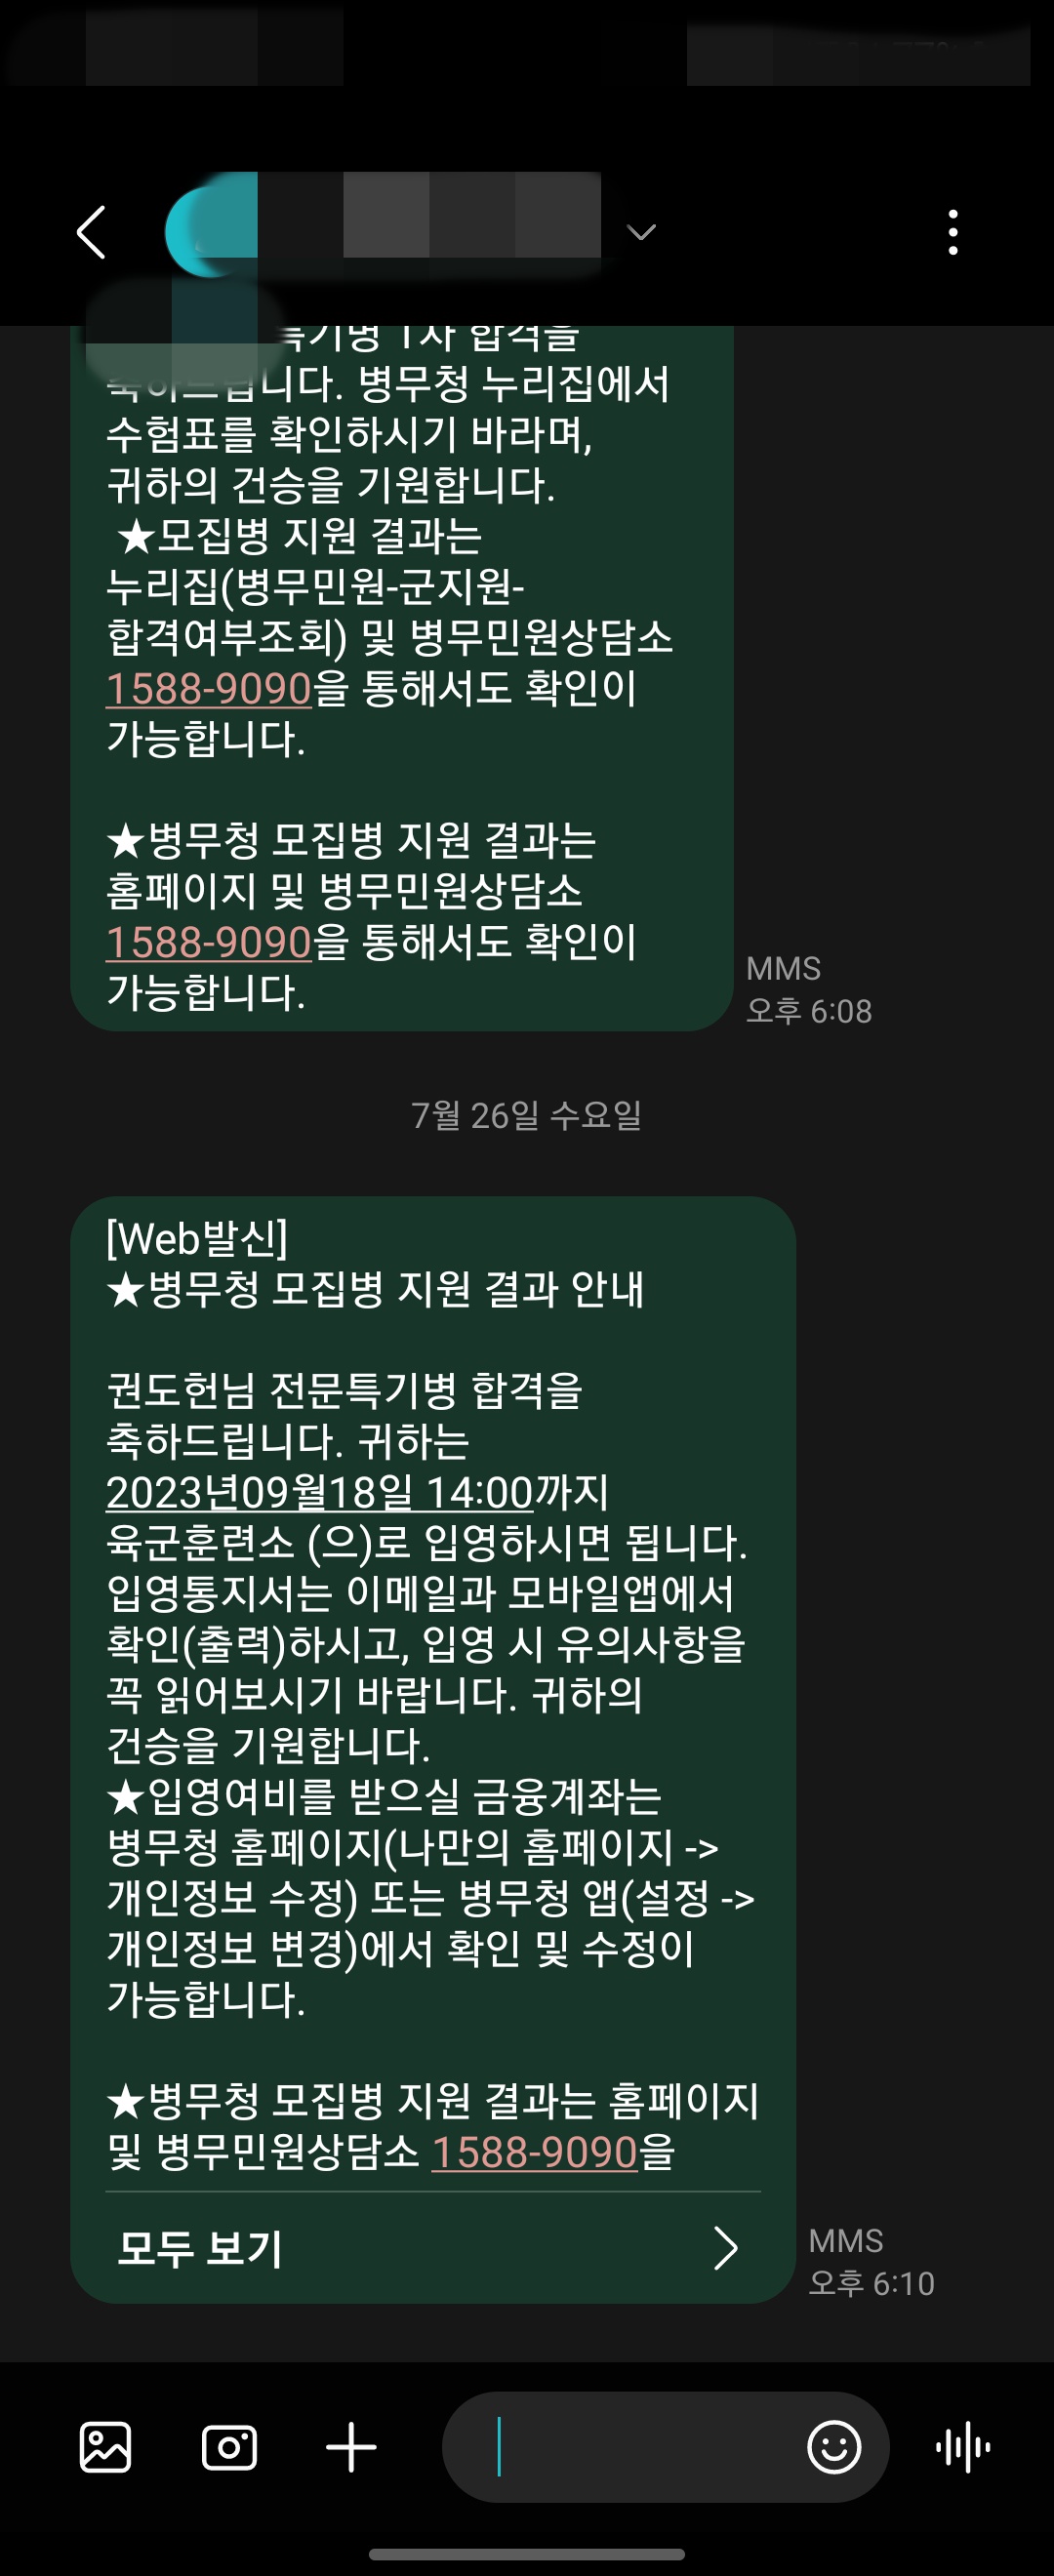 특기병 1차 합격을
축하드립니다. 병무청 누리집에서
수험표를 확인하시기 바라며,
귀하의 건승을 기원합니다.
★모집병 지원 결과는
누리집(병무민원-군지원-
합격여부조회) 및 병무민원상담소
1588-9090을 통해서도 확인이
가능합니다.
★병무청 모집병 지원 결과는
홈페이지 및 병무민원상담소
1588-9090을 통해서도 확인이
가능합니다.
MMS
오후 6:08
7월 26일 수요일
[Web발신]
★병무청 모집병 지원 결과 안내
권도헌님 전문특기병 합격을
축하드립니다. 귀하는
2023년09월18일 14:00까지
육군훈련소 (으)로 입영하시면 됩니다.
입영통지서는 이메일과 모바일앱에서
확인(출력)하시고, 입영 시 유의사항을
꼭 읽어보시기 바랍니다. 귀하의
건승을 기원합니다.
★입영여비를 받으실 금융계좌는
병무청 홈페이지(나만의 홈페이지 ->
개인정보 수정) 또는 병무청 앱(설정 ->
개인정보 변경)에서 확인 및 수정이
가능합니다.
★병무청 모집병 지원 결과는 홈페이지
및 병무민원상담소 1588-9090을
모두 보기
MMS
오후 6:10